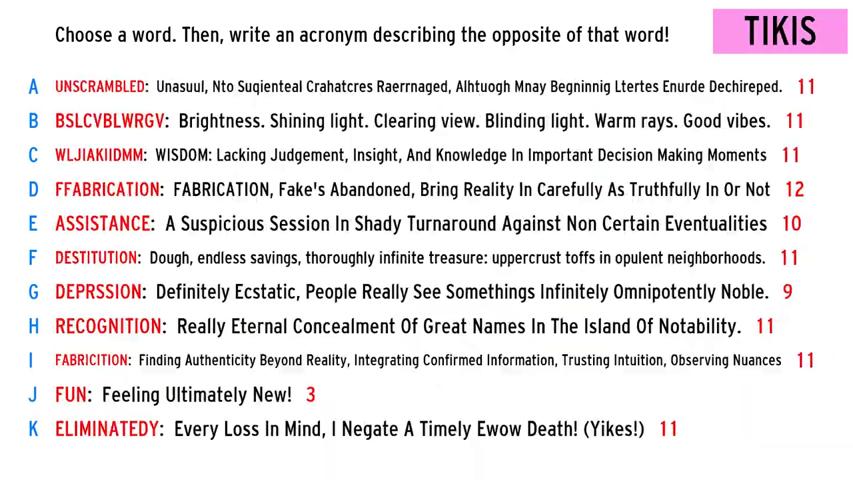 Choose a word. Then, write an acronym describing the opposite of that word!
TIKIS
A UNSCRAMBLED: Unasuul, Nto Suqienteal Crahatcres Raerrnaged, Alhtuogh Mnay Begninnig Ltertes Enurde Dechireped. 11
B BSLCVBLWRGV: Brightness. Shining light. Clearing view. Blinding light. Warm rays. Good vibes. 11
C WLJIAKIIDMM: WISDOM: Lacking Judgement, Insight, And Knowledge In Important Decision Making Moments 11
D FFABRICATION: FABRICATION, Fake's Abandoned, Bring Reality In Carefully As Truthfully In Or Not 12
E ASSISTANCE: A Suspicious Session In Shady Turnaround Against Non Certain Eventualities 10
F DESTITUTION: Dough, endless savings, thoroughly infinite treasure: uppercrust toffs in opulent neighborhoods. 11
G DEPRSSION: Definitely Ecstatic, People Really See Somethings Infinitely Omnipotently Noble. 9
H RECOGNITION: Really Eternal Concealment Of Great Names In The Island Of Notability. 11
I FABRICITION: Finding Authenticity Beyond Reality, Integrating Confirmed Information, Trusting Intuition, Observing Nuances 11
J FUN: Feeling Ultimately New! 3
K ELIMINATEDY: Every Loss In Mind, I Negate A Timely Ewow Death! (Yikes!) 11